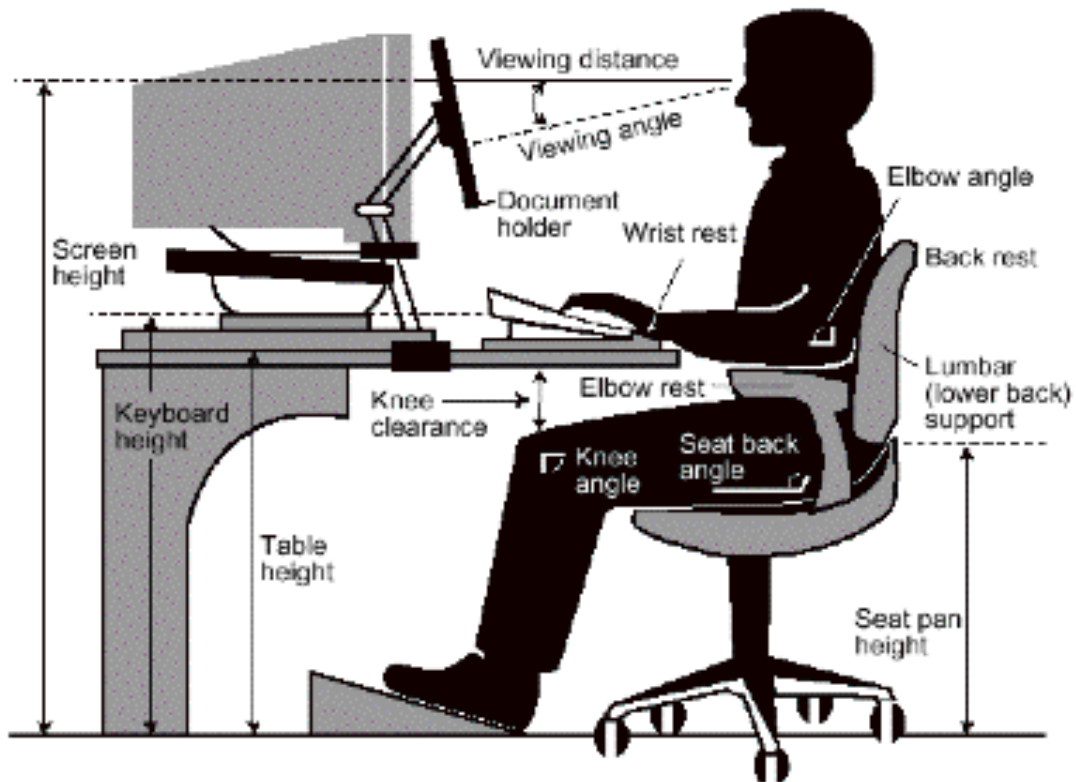 Viewing distance
Viewing angle
Document
holder
Elbow angle
Wrist rest
Back rest
Screen
height
Lumbar
(lower back)
support
Elbow rest
Knee
clearance
Keyboard
height
Knee
angle
Seat back
angle
Table
height
Seat pan
height